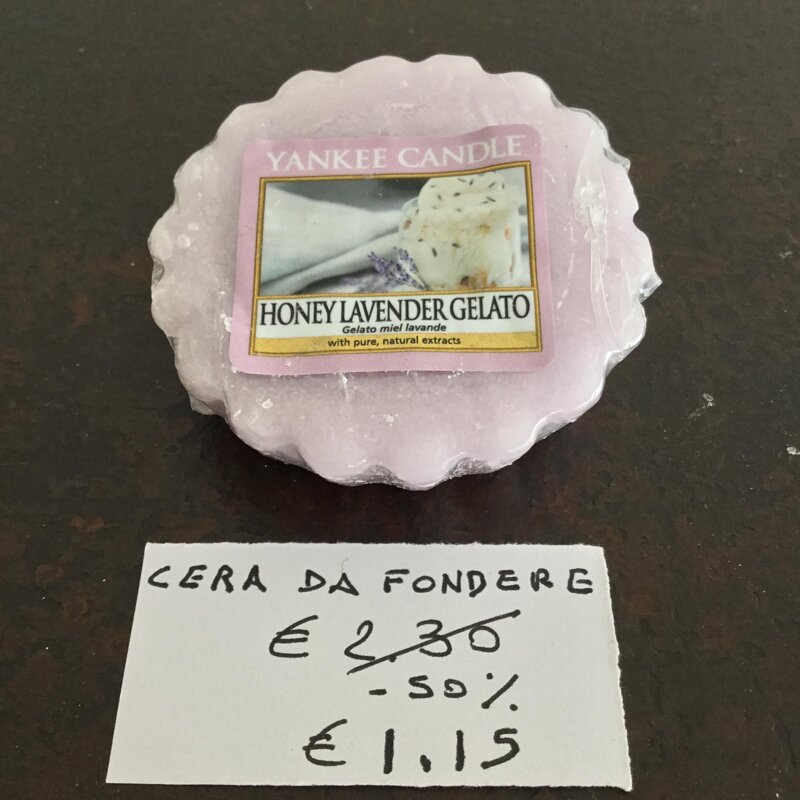 YANKEE CANDLE
HONEY LAVENDER GELATO
Gelato miel lavande
with pure, natural extracts
CERA DA FONDERE
€ 2.30
-50%
€ 1.15